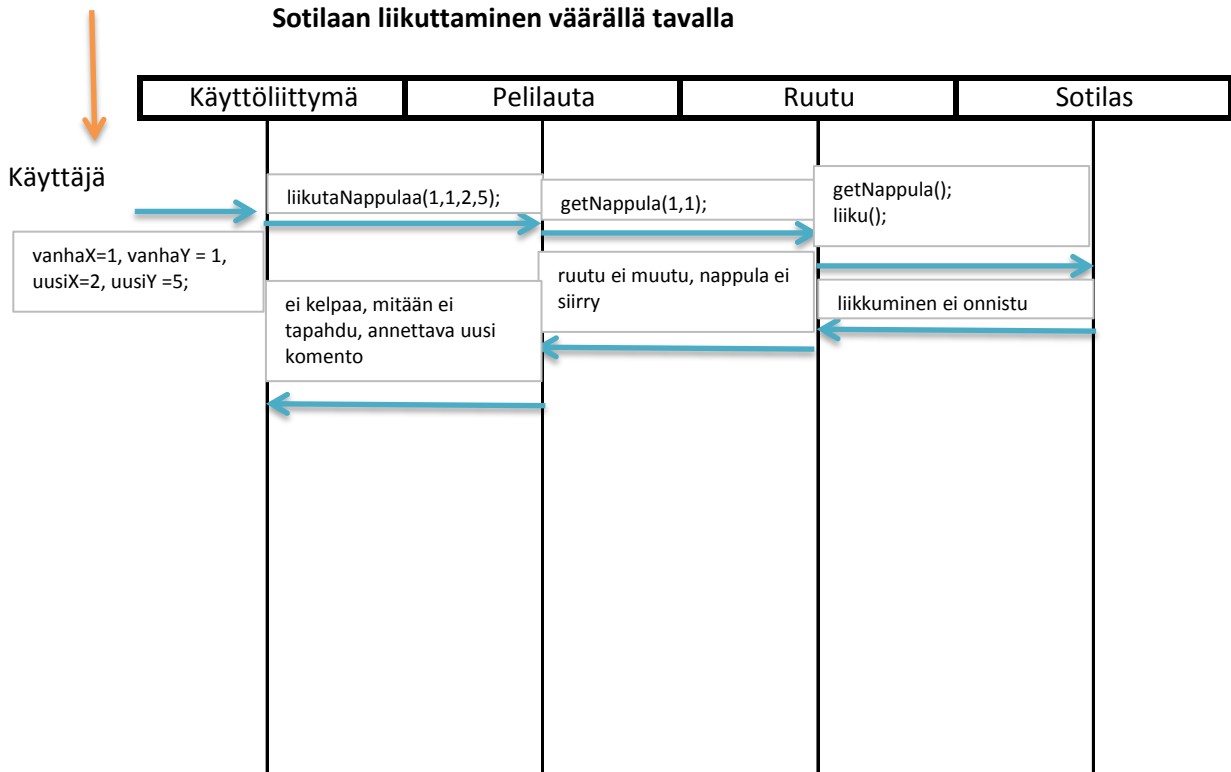 Sotilaan liikuttaminen väärällä tavalla
Käyttöliittymä Pelilauta Ruutu Sotilas
Käyttäjä
vanhaX=1, vanhaY = 1,
uusiX=2, uusiY =5;
liikutaNappulaa(1,1,2,5);
getNappula(1,1);
getNappula();
liiku();
liikkuminen ei onnistu
ruutu ei muutu, nappula ei
siirry
ei kelpaa, mitään ei
tapahdu, annettava uusi
komento